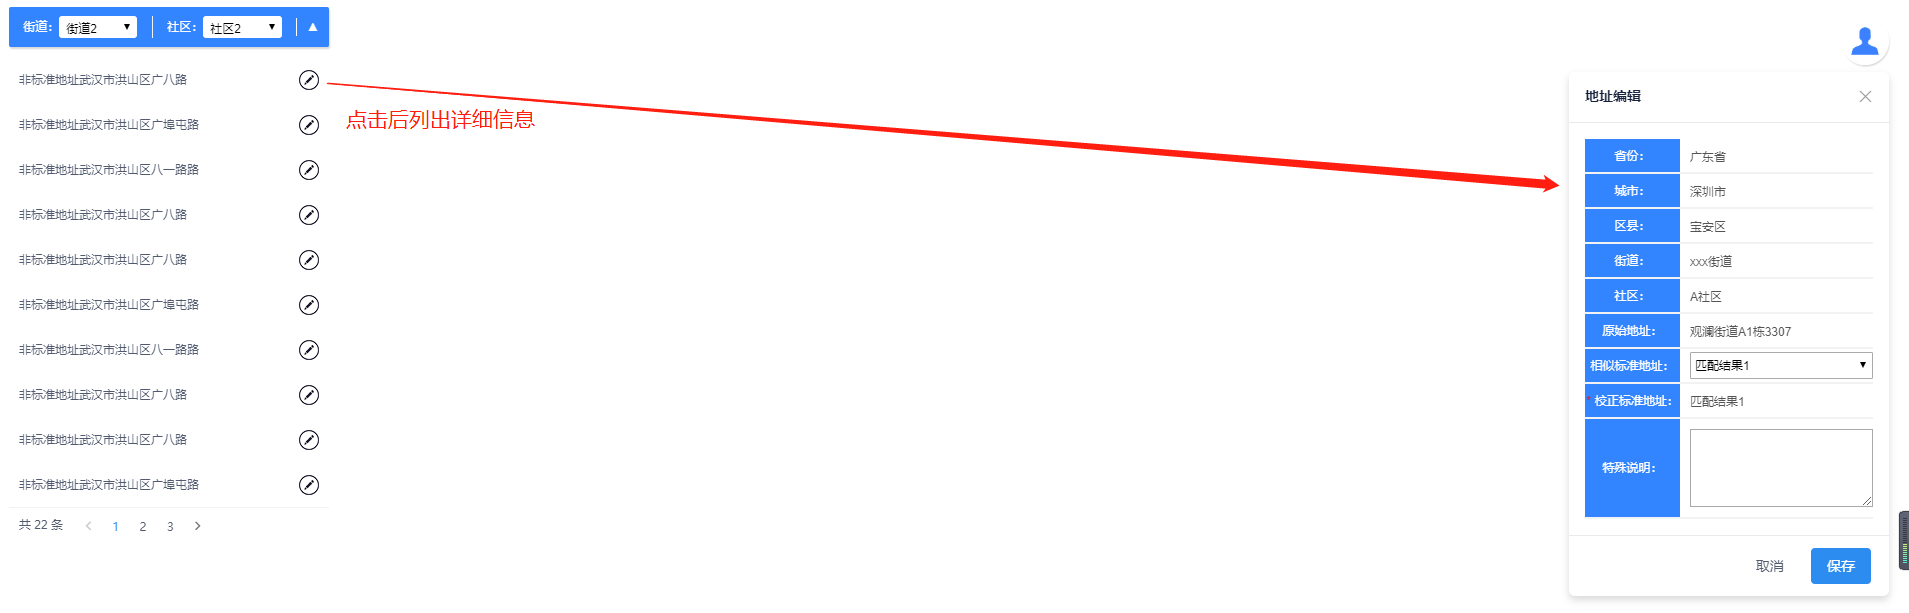 街道： 街道2 社区： 社区2
非标准地址武汉市洪山区广八路
点击后列出详细信息
非标准地址武汉市洪山区广埠屯路
非标准地址武汉市洪山区八一路路
非标准地址武汉市洪山区广八路
非标准地址武汉市洪山区广八路
非标准地址武汉市洪山区广埠屯路
非标准地址武汉市洪山区八一路路
非标准地址武汉市洪山区广八路
非标准地址武汉市洪山区广八路
非标准地址武汉市洪山区广埠屯路
共 22 条 < 1 2 3 >
地址编辑
省份： 广东省
城市： 深圳市
区县： 宝安区
街道： xxx街道
社区： A社区
原始地址： 观澜街道A1栋3307
相似标准地址： 匹配结果1
* 校正标准地址： 匹配结果1
特殊说明：
取消 保存